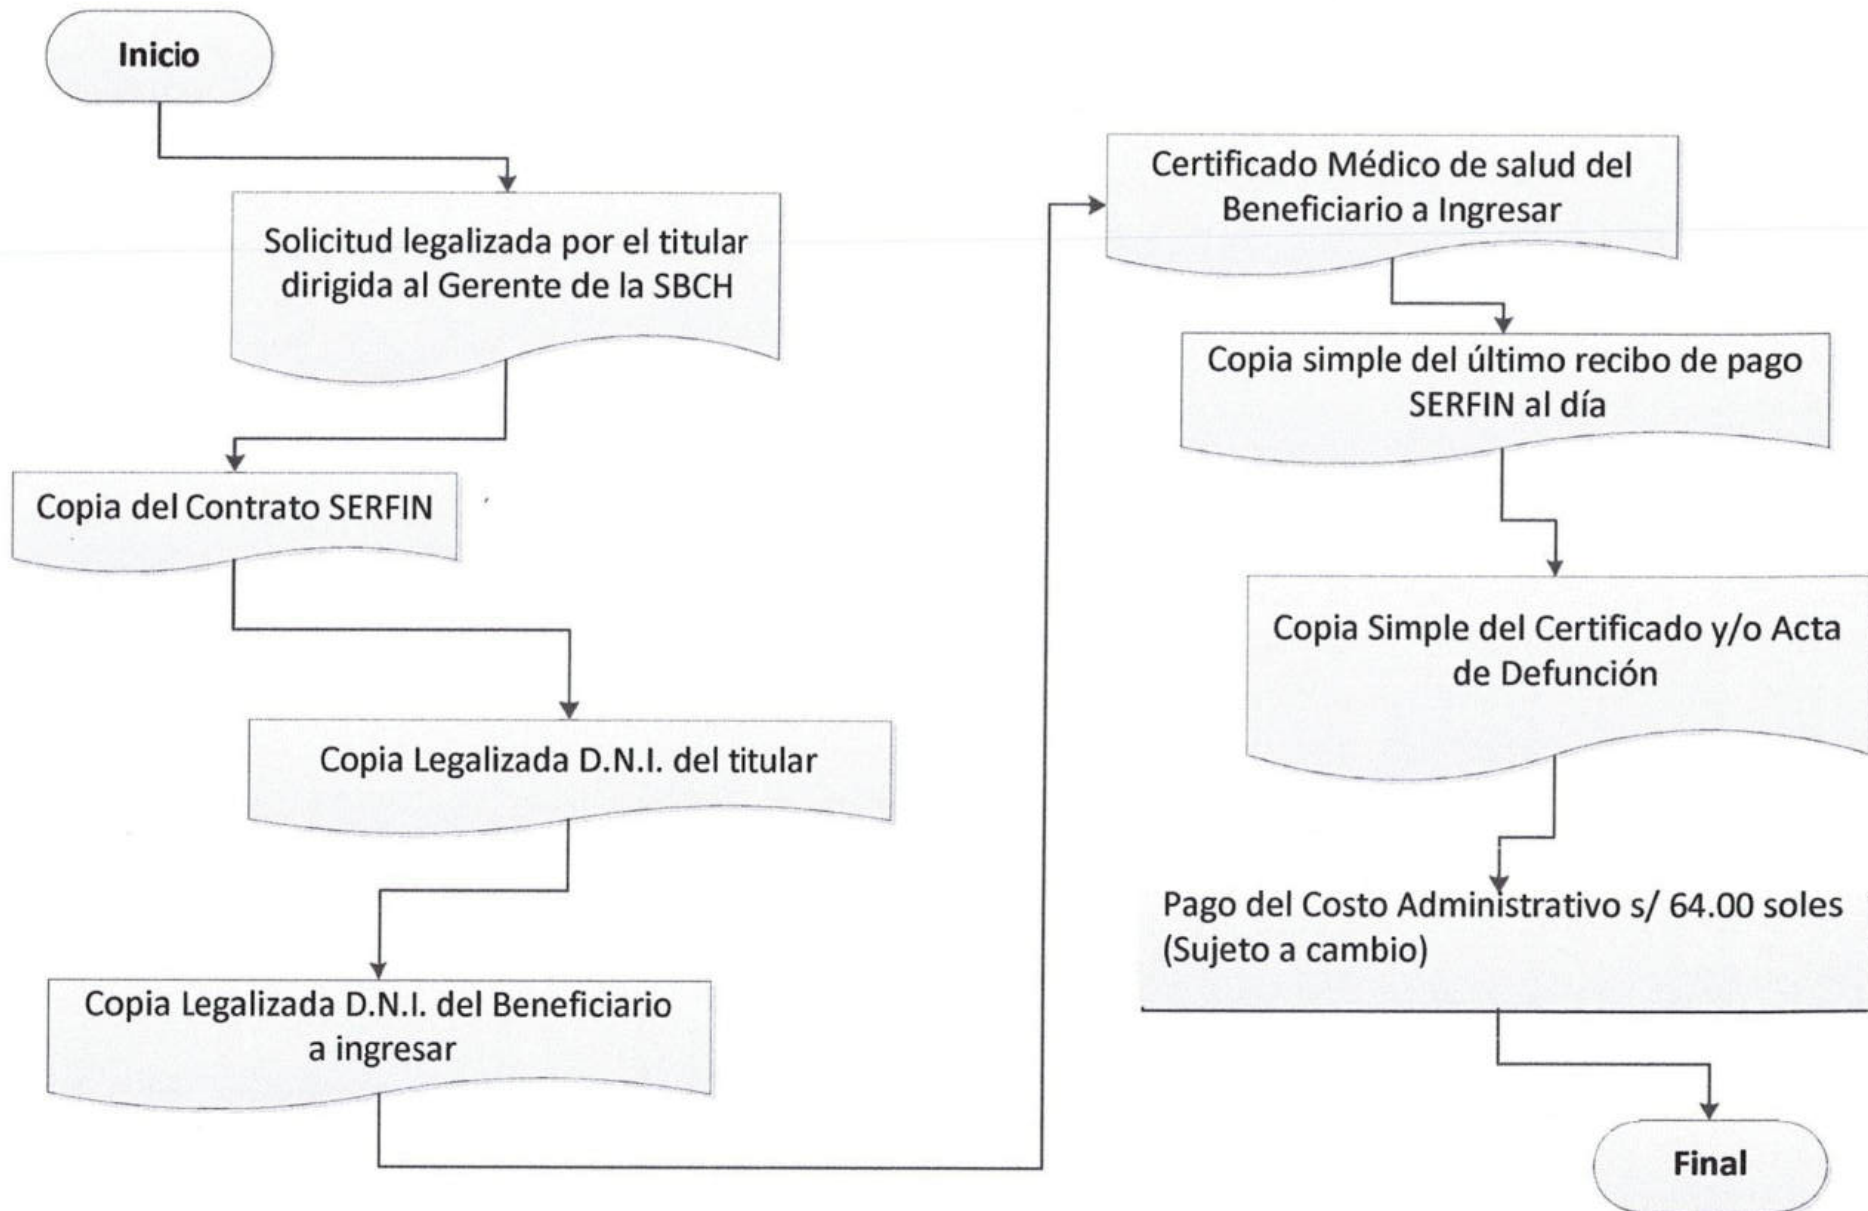 Inicio
Solicitud legalizada por el titular
dirigida al Gerente de la SBCH
Copia del Contrato SERFIN
Copia Legalizada D.N.I. del titular
Copia Legalizada D.N.I. del Beneficiario
a ingresar
Certificado Médico de salud del
Beneficiario a Ingresar
Copia simple del último recibo de pago
SERFIN al día
Copia Simple del Certificado y/o Acta
de Defunción
Pago del Costo Administrativo s/ 64.00 soles
(Sujeto a cambio)
Final